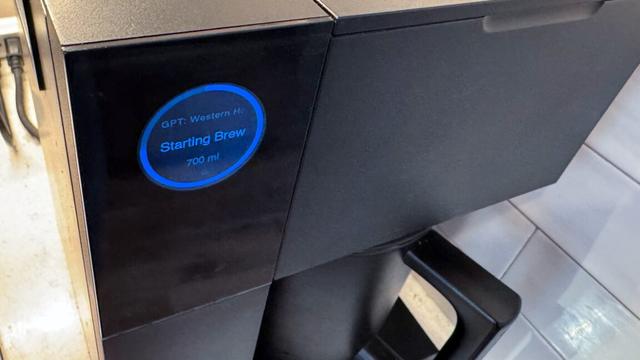 GPT: Western
Starting Brew
700 ml